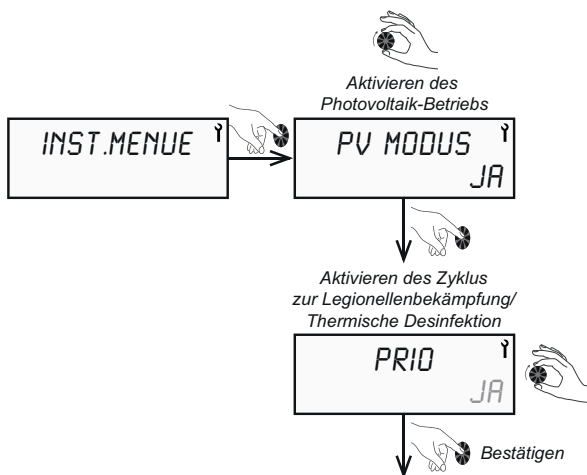 Aktivieren des
Photovoltaik-Betriebs
INST.MENUE
PV MODUS
JA
Aktivieren des Zyklus
zur Legionellenbekämpfung/
Thermische Desinfektion
PRIO
JA
Bestätigen